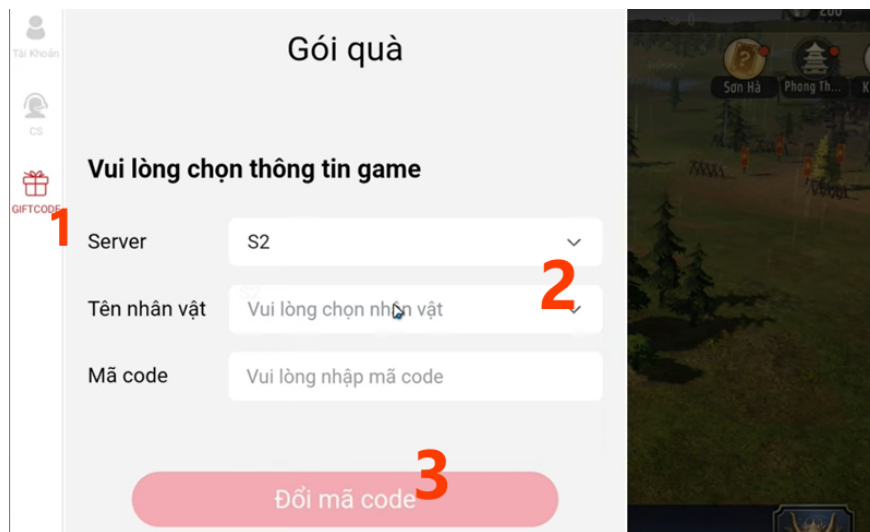 Tài Khoản
CS
GIFTCODE
1
Gói quà
Vui lòng chọn thông tin game
Server
S2
2
Tên nhân vật
Vui lòng chọn nhân vật
Mã code
Vui lòng nhập mã code
3
Đổi mã code
200
0
Sơn Hà
Phong Th...
K